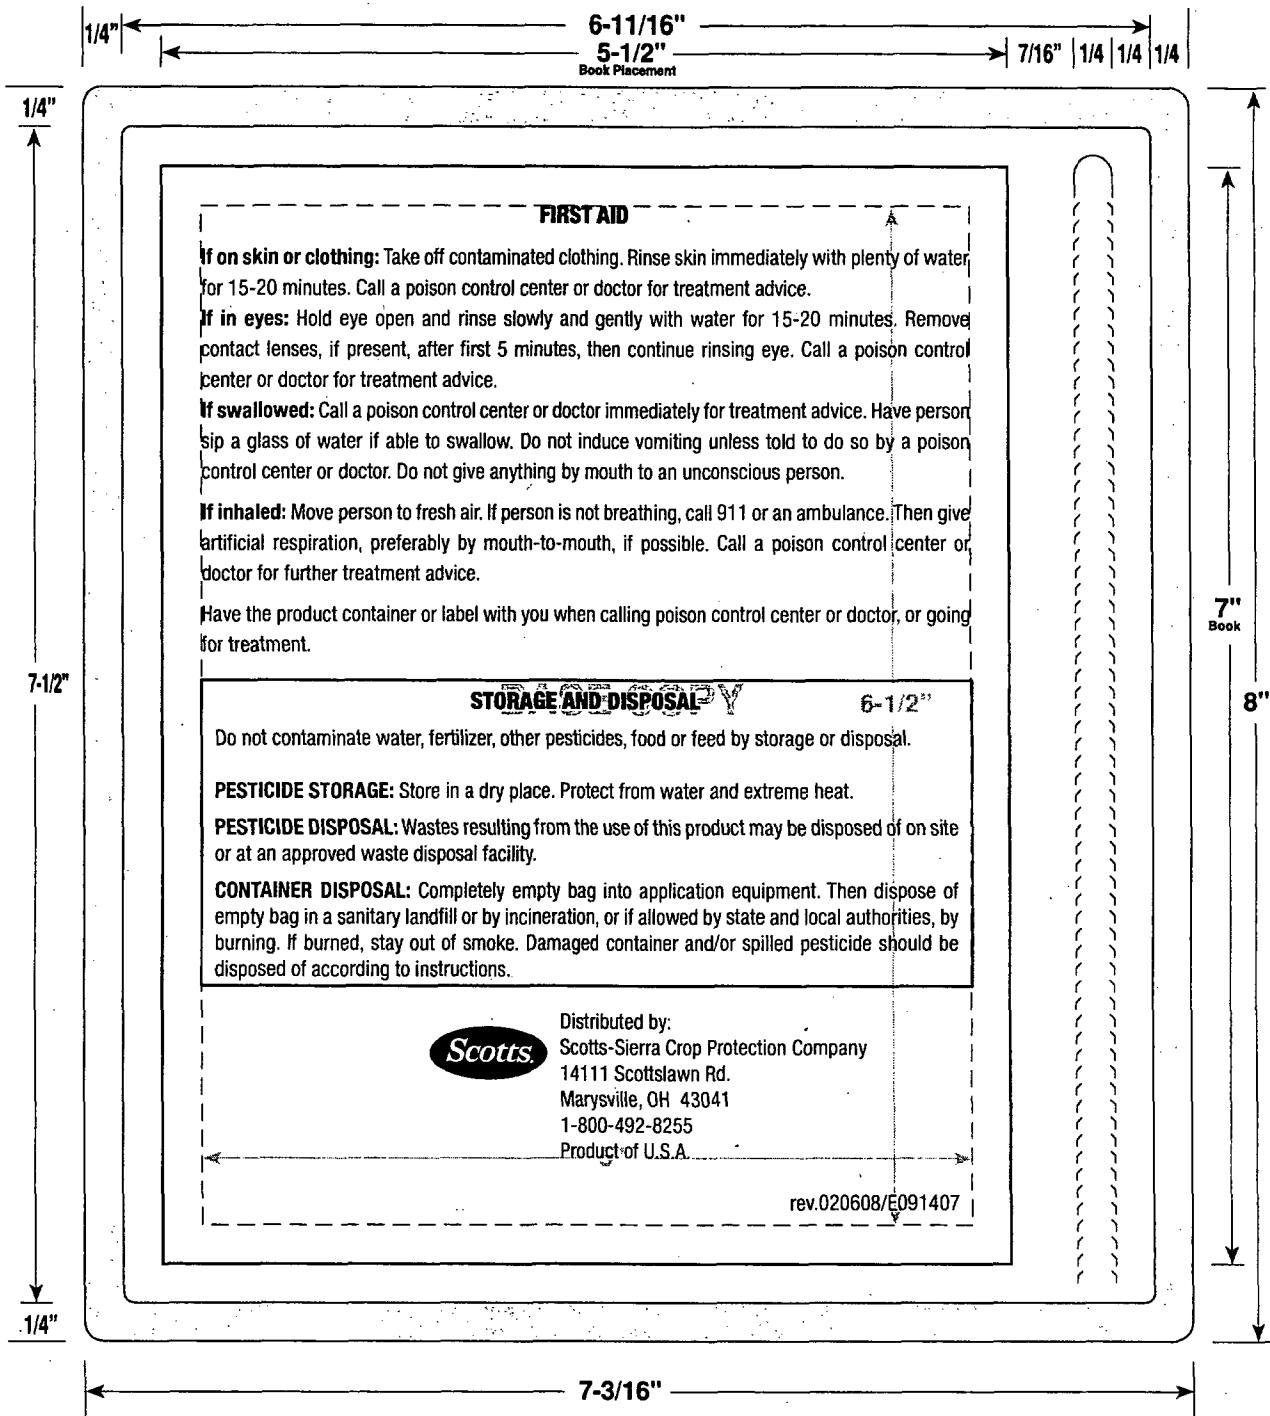 6-11/16"
1/4"
5-1/2"
Book Placement
7/16" 1/4 1/4 1/4
1/4"
FIRST AID
If on skin or clothing: Take off contaminated clothing. Rinse skin immediately with plenty of water
for 15-20 minutes. Call a poison control center or doctor for treatment advice.
If in eyes: Hold eye open and rinse slowly and gently with water for 15-20 minutes. Remove
contact lenses, if present, after first 5 minutes, then continue rinsing eye. Call a poison control
center or doctor for treatment advice.
If swallowed: Call a poison control center or doctor immediately for treatment advice. Have person
sip a glass of water if able to swallow. Do not induce vomiting unless told to do so by a poison
control center or doctor. Do not give anything by mouth to an unconscious person.
If inhaled: Move person to fresh air. If person is not breathing, call 911 or an ambulance. Then give
artificial respiration, preferably by mouth-to-mouth, if possible. Call a poison control center or
doctor for further treatment advice.
Have the product container or label with you when calling poison control center or doctor, or going
for treatment.
7"
Book
7-1/2"
8"
STORAGE AND DISPOSAL
6-1/2"
Do not contaminate water, fertilizer, other pesticides, food or feed by storage or disposal.
PESTICIDE STORAGE: Store in a dry place. Protect from water and extreme heat.
PESTICIDE DISPOSAL: Wastes resulting from the use of this product may be disposed of on site
or at an approved waste disposal facility.
CONTAINER DISPOSAL: Completely empty bag into application equipment. Then dispose of
empty bag in a sanitary landfill or by incineration, or if allowed by state and local authorities, by
burning. If burned, stay out of smoke. Damaged container and/or spilled pesticide should be
disposed of according to instructions.
Scotts
Distributed by:
Scotts-Sierra Crop Protection Company
14111 Scottslawn Rd.
Marysville, OH 43041
1-800-492-8255
Product of U.S.A.
rev.020608/E091407
1/4"
7-3/16"